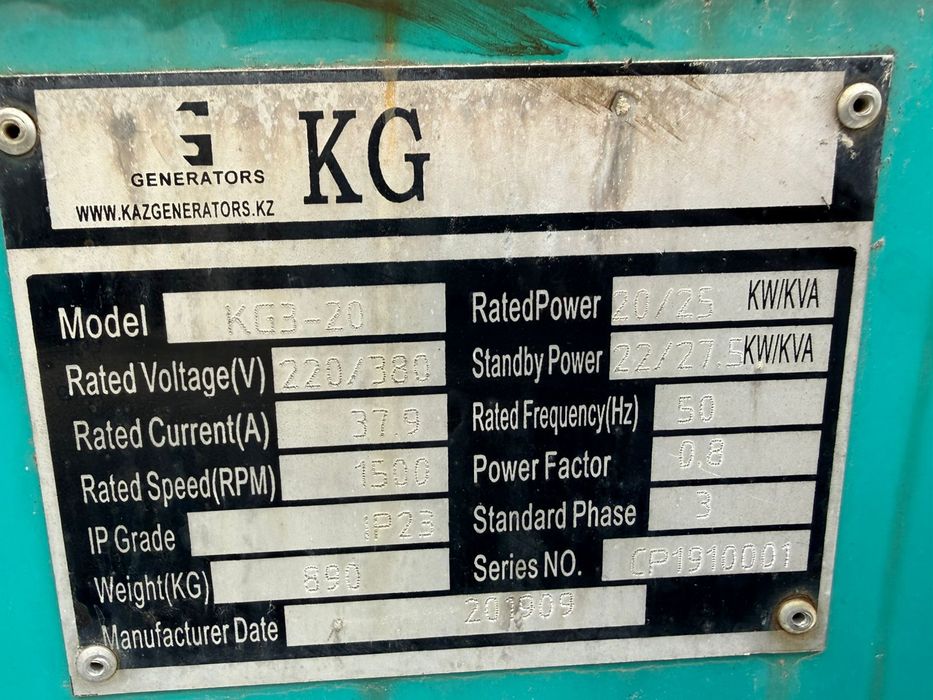 GENERATORS
WWW.KAZGENERATORS.KZ
KG
Model KG3-20
Rated Voltage(V) 220/380
Rated Current(A) 37.9
Rated Speed(RPM) 1500
IP Grade IP23
Weight(KG) 890
Manufacturer Date 201909
RatedPower 20/25 KW/KVA
Standby Power 22/27.5 KW/KVA
Rated Frequency(Hz) 50
Power Factor 0.8
Standard Phase 3
Series NO. CP1910001